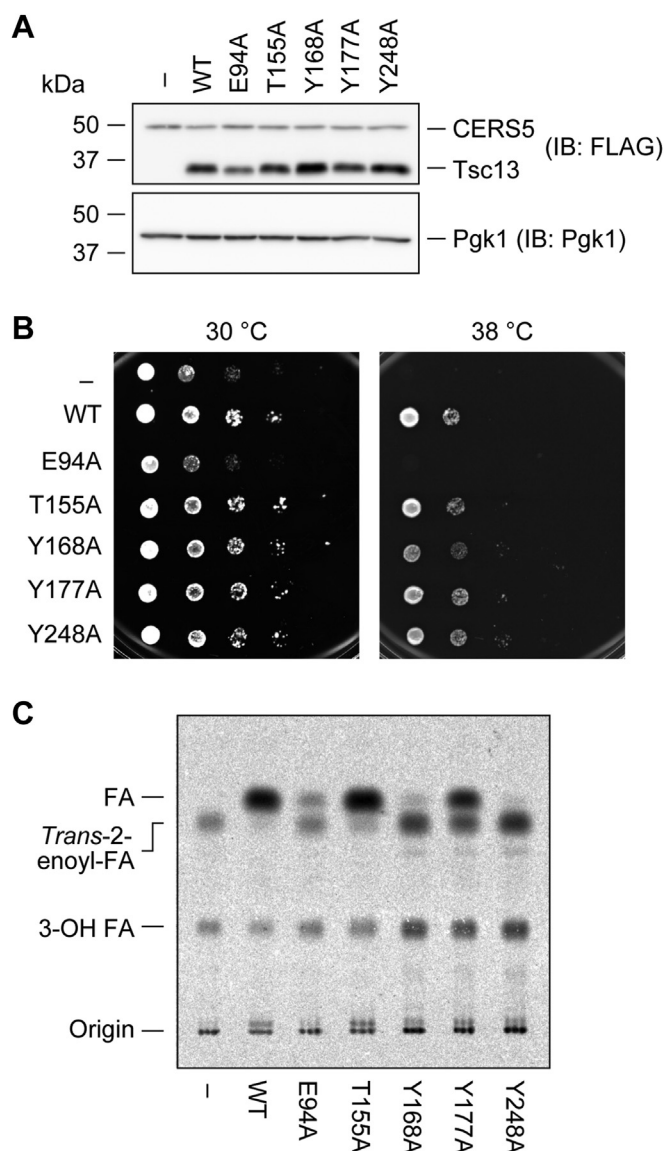 A
kDa
– WT E94A T155A Y168A Y177A Y248A
50
37
CERS5
Tsc13
(IB: FLAG)
50
37
Pgk1 (IB: Pgk1)
B
30 °C 38 °C
–
WT
E94A
T155A
Y168A
Y177A
Y248A
C
FA
Trans-2-
enoyl-FA
3-OH FA
Origin
– WT E94A T155A Y168A Y177A Y248A